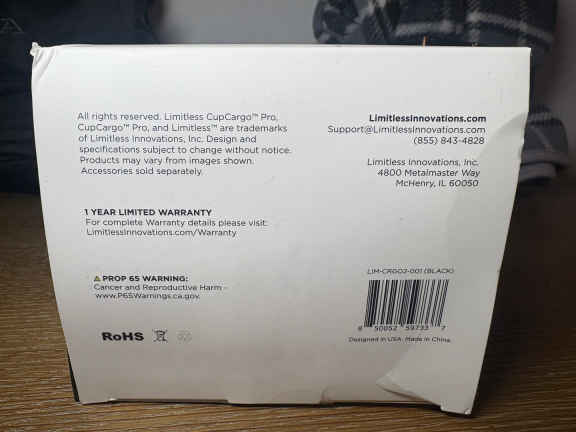 All rights reserved. Limitless CupCargo™ Pro,
CupCargo™ Pro, and Limitless™ are trademarks
of Limitless Innovations, Inc. Design and
specifications subject to change without notice.
Products may vary from images shown.
Accessories sold separately.
LimitlessInnovations.com
Support@LimitlessInnovations.com
(855) 843-4828
Limitless Innovations, Inc.
4800 Metalmaster Way
McHenry, IL 60050
1 YEAR LIMITED WARRANTY
For complete Warranty details please visit:
LimitlessInnovations.com/Warranty
⚠ PROP 65 WARNING:
Cancer and Reproductive Harm -
www.P65Warnings.ca.gov.
LIM-CRGO2-001 (BLACK)
8 50052 59733 7
Designed in USA. Made in China.
RoHS